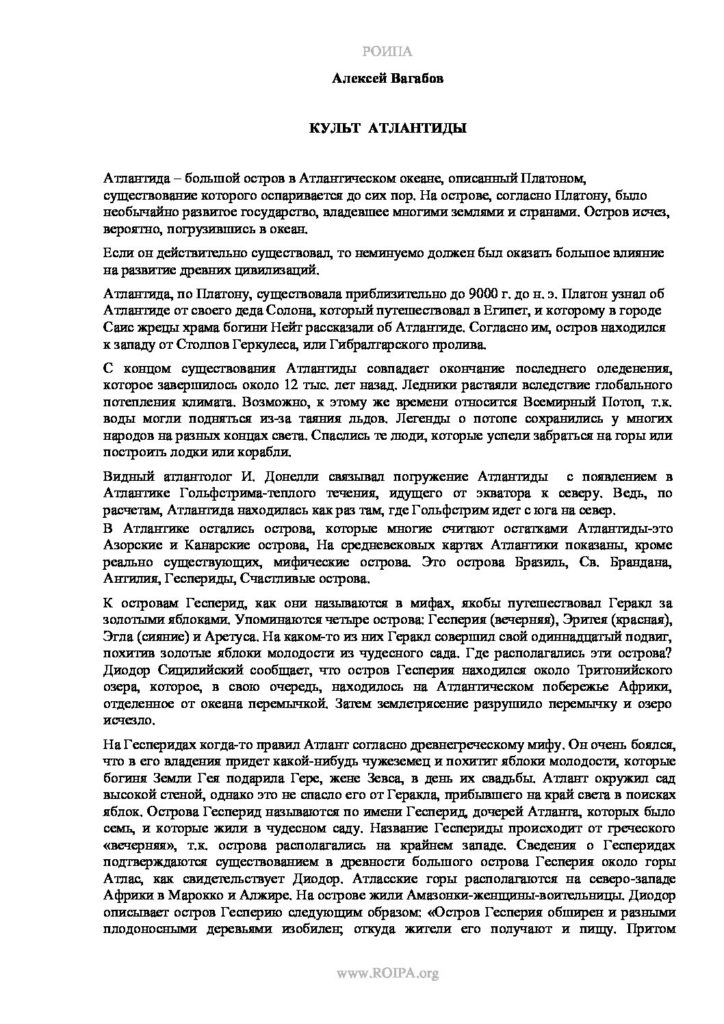 РОИПА
Алексей Вагабов
КУЛЬТ АТЛАНТИДЫ
Атлантида – большой остров в Атлантическом океане, описанный Платоном,
существование которого оспаривается до сих пор. На острове, согласно Платону, было
необычайно развитое государство, владевшее многими землями и странами. Остров исчез,
вероятно, погрузившись в океан.
Если он действительно существовал, то неминуемо должен был оказать большое влияние
на развитие древних цивилизаций.
Атлантида, по Платону, существовала приблизительно до 9000 г. до н. э. Платон узнал об
Атлантиде от своего деда Солона, который путешествовал в Египет, и которому в городе
Саис жрецы храма богини Нейт рассказали об Атлантиде. Согласно им, остров находился
к западу от Столпов Геркулеса, или Гибралтарского пролива.
С концом существования Атлантиды совпадает окончание последнего оледенения,
которое завершилось около 12 тыс. лет назад. Ледники растаяли вследствие глобального
потепления климата. Возможно, к этому же времени относится Всемирный Потоп, т.к.
воды могли подняться из-за таяния льдов. Легенды о потопе сохранились у многих
народов на разных концах света. Спаслись те люди, которые успели забраться на горы или
построить лодки или корабли.
Видный атлантолог И. Донелли связывал погружение Атлантиды с появлением в
Атлантике Гольфстрима-теплого течения, идущего от экватора к северу. Ведь, по
расчетам, Атлантида находилась как раз там, где Гольфстрим идет с юга на север.
В Атлантике остались острова, которые многие считают остатками Атлантиды-это
Азорские и Канарские острова, На средневековых картах Атлантики показаны, кроме
реально существующих, мифические острова. Это острова Бразиль, Св. Брандана,
Антилия, Геспериды, Счастливые острова.
К островам Гесперид, как они называются в мифах, якобы путешествовал Геракл за
золотыми яблоками. Упоминаются четыре острова: Гесперия (вечерняя), Эритея (красная),
Эгла (сияние) и Аретуса. На каком-то из них Геракл совершил свой одиннадцатый подвиг,
похитив золотые яблоки молодости из чудесного сада. Где располагались эти острова?
Диодор Сицилийский сообщает, что остров Гесперия находился около Тритонийского
озера, которое, в свою очередь, находилось на Атлантическом побережье Африки,
отделенное от океана перемычкой. Затем землетрясение разрушило перемычку и озеро
исчезло.
На Гесперидах когда-то правил Атлант согласно древнегреческому мифу. Он очень боялся,
что в его владения придет какой-нибудь чужеземец и похитит яблоки молодости, которые
богиня Земли Гея подарила Гере, жене Зевса, в день их свадьбы. Атлант окружил сад
высокой стеной, однако это не спасло его от Геракла, прибывшего на край света в поисках
яблок. Острова Гесперид называются по имени Гесперид, дочерей Атланта, которых было
семь, и которые жили в чудесном саду. Название Геспериды происходит от греческого
«вечерняя», т.к. острова располагались на крайнем западе. Сведения о Гесперидах
подтверждаются существованием в древности большого острова Гесперия около горы
Атлас, как свидетельствует Диодор. Атласские горы располагаются на северо-западе
Африки в Марокко и Алжире. На острове жили Амазонки-женщины-воительницы. Диодор
описывает остров Гесперию следующим образом: «Остров Гесперия обширен и разными
плодоносными деревьями изобилен; откуда жители его получают и пищу. Притом
www.ROIPA.org